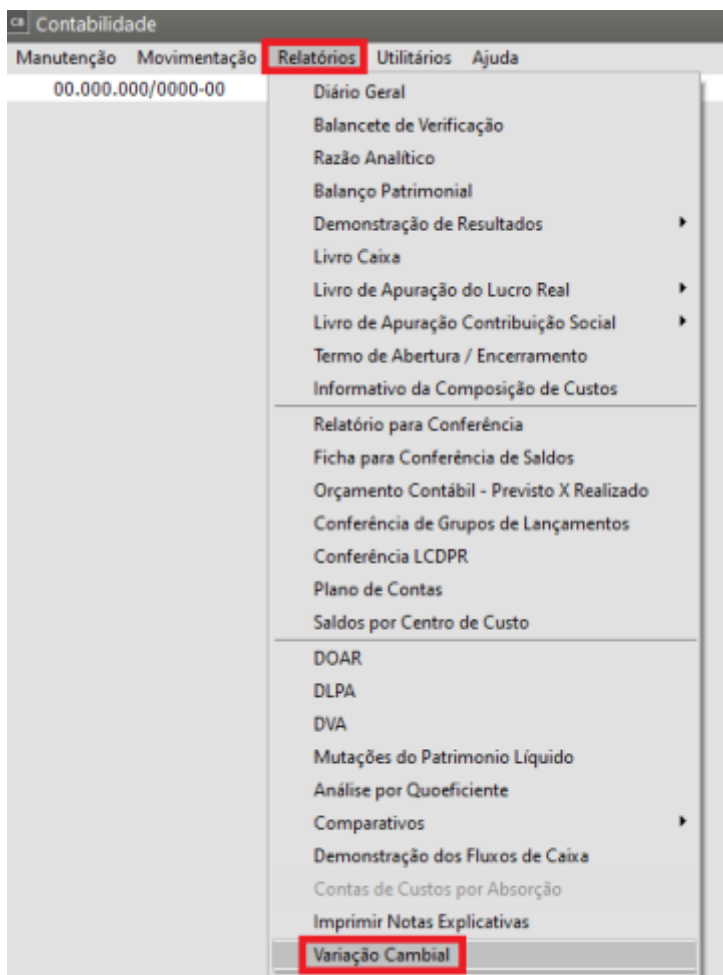 CB Contabilidade
Manutenção Movimentação Relatórios Utilitários Ajuda
00.000.000/0000-00
Diário Geral
Balancete de Verificação
Razão Analítico
Balanço Patrimonial
Demonstração de Resultados
Livro Caixa
Livro de Apuração do Lucro Real
Livro de Apuração Contribuição Social
Termo de Abertura / Encerramento
Informativo da Composição de Custos
Relatório para Conferência
Ficha para Conferência de Saldos
Orçamento Contábil - Previsto X Realizado
Conferência de Grupos de Lançamentos
Conferência LCDPR
Plano de Contas
Saldos por Centro de Custo
DOAR
DLPA
DVA
Mutações do Patrimonio Líquido
Análise por Quoeficiente
Comparativos
Demonstração dos Fluxos de Caixa
Contas de Custos por Absorção
Imprimir Notas Explicativas
Variação Cambial